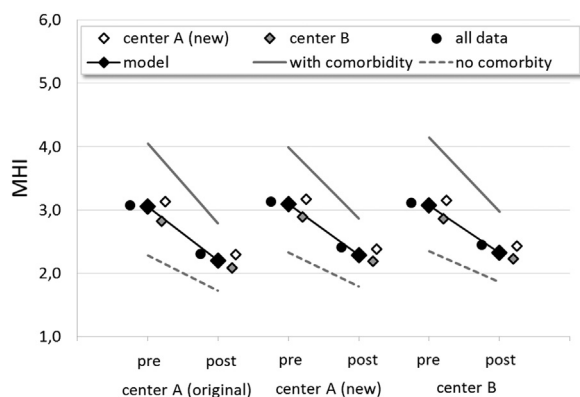 6,0
center A (new) center B all data
model with comorbidity no comorbity
5,0
4,0
MHI
3,0
2,0
1,0
pre post pre post pre post
center A (original) center A (new) center B